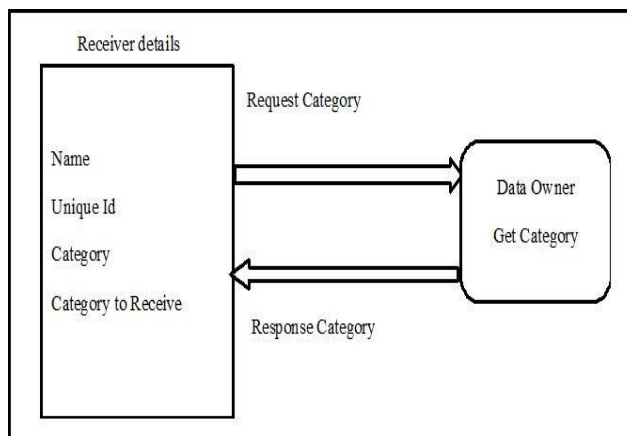 Receiver details
Request Category
Name
Unique Id
Category
Category to Receive
Data Owner
Get Category
Response Category